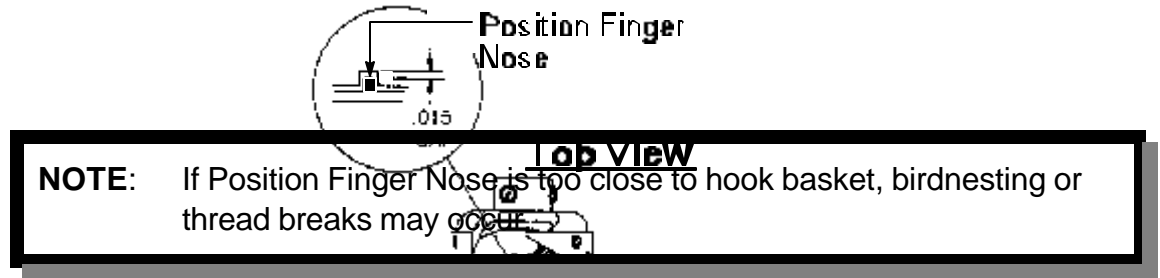 Position Finger
Nose
.015
Top View
NOTE: If Position Finger Nose is too close to hook basket, birdnesting or
thread breaks may occur.